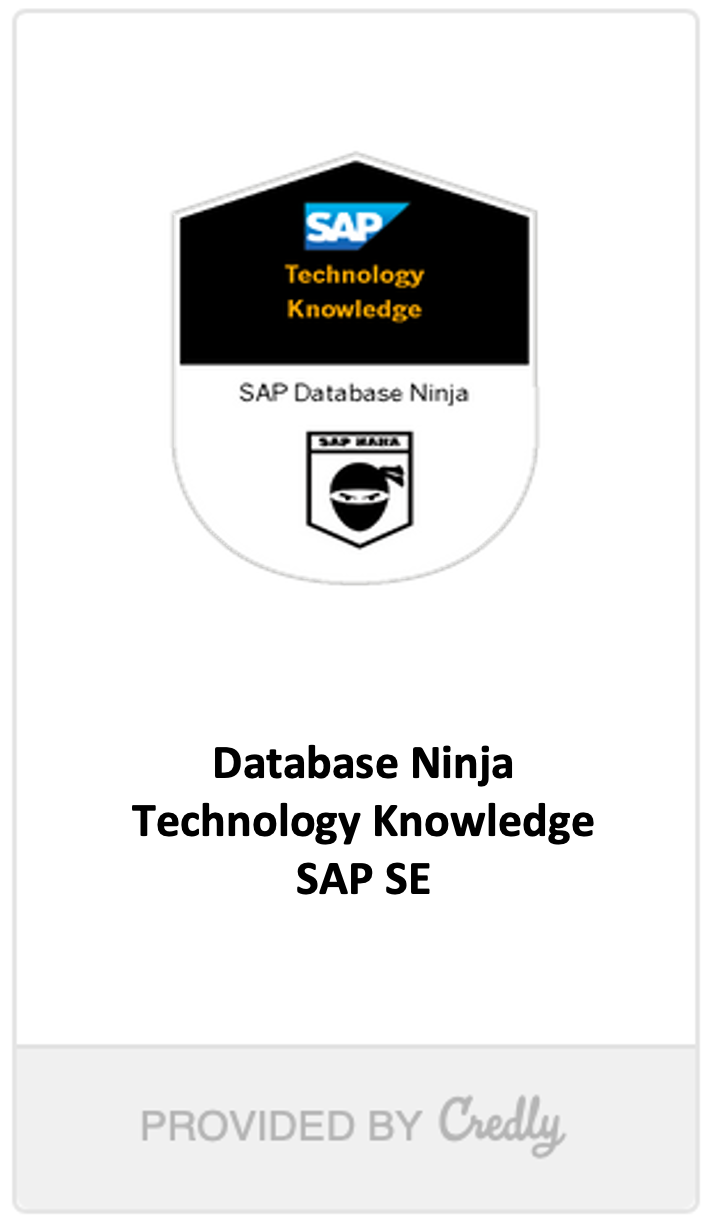 SAP
Technology
Knowledge
SAP Database Ninja
SAP HANA
Database Ninja
Technology Knowledge
SAP SE
PROVIDED BY Credly